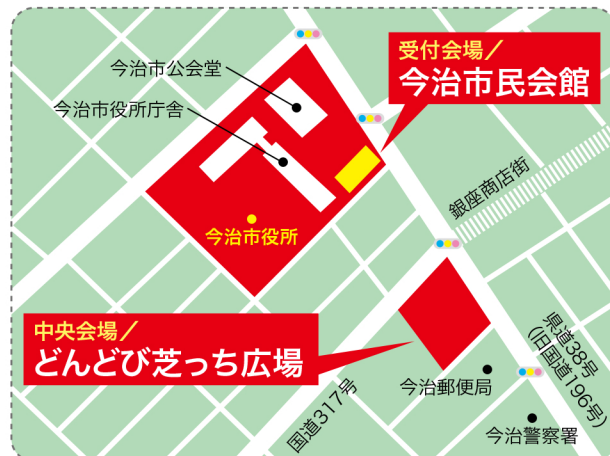 受付会場/
今治市民会館
今治市公会堂
今治市役所庁舎
銀座商店街
今治市役所
中央会場/
どんどび芝っち広場
県道38号
(旧国道196号)
今治郵便局
国道317号
今治警察署